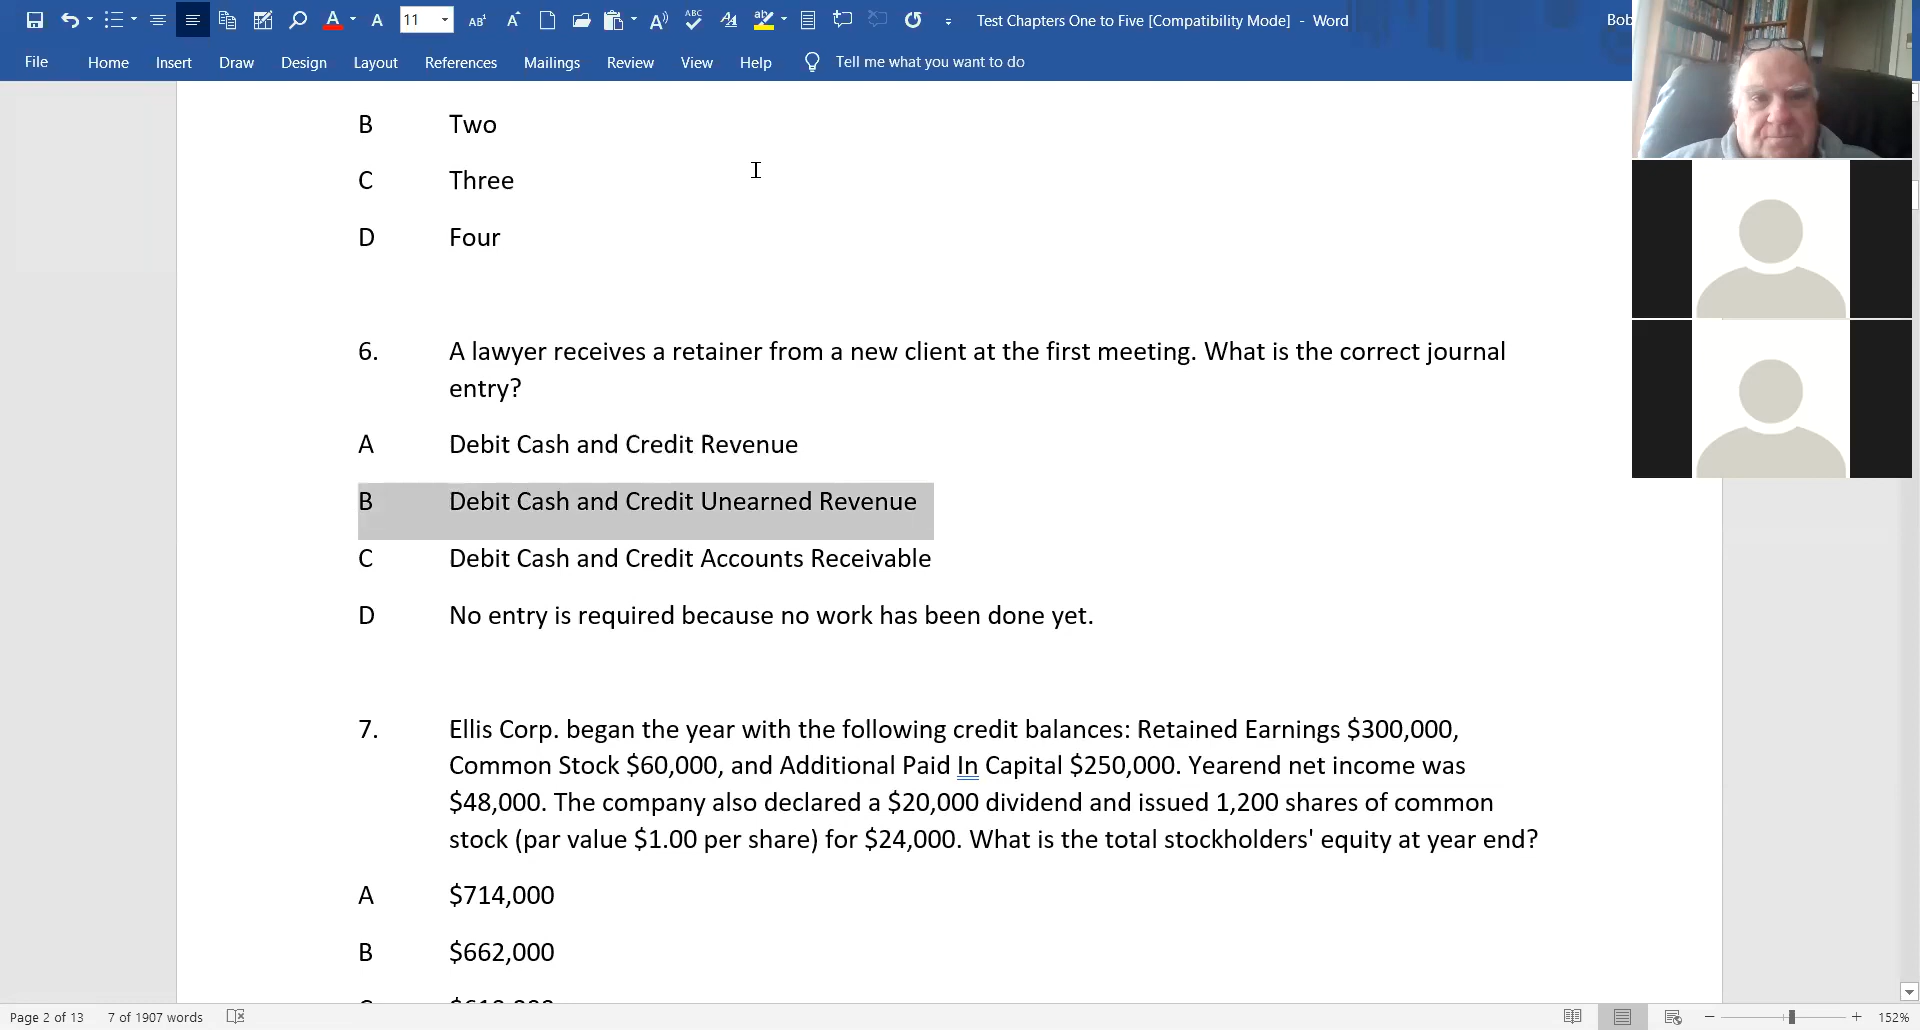 11
Test Chapters One to Five [Compatibility Mode] - Word
Bob
File Home Insert Draw Design Layout References Mailings Review View Help Tell me what you want to do
B Two
C Three
D Four
6. A lawyer receives a retainer from a new client at the first meeting. What is the correct journal
entry?
A Debit Cash and Credit Revenue
B Debit Cash and Credit Unearned Revenue
C Debit Cash and Credit Accounts Receivable
D No entry is required because no work has been done yet.
7. Ellis Corp. began the year with the following credit balances: Retained Earnings $300,000,
Common Stock $60,000, and Additional Paid In Capital $250,000. Yearend net income was
$48,000. The company also declared a $20,000 dividend and issued 1,200 shares of common
stock (par value $1.00 per share) for $24,000. What is the total stockholders' equity at year end?
A $714,000
B $662,000
Page 2 of 13 7 of 1907 words 152%